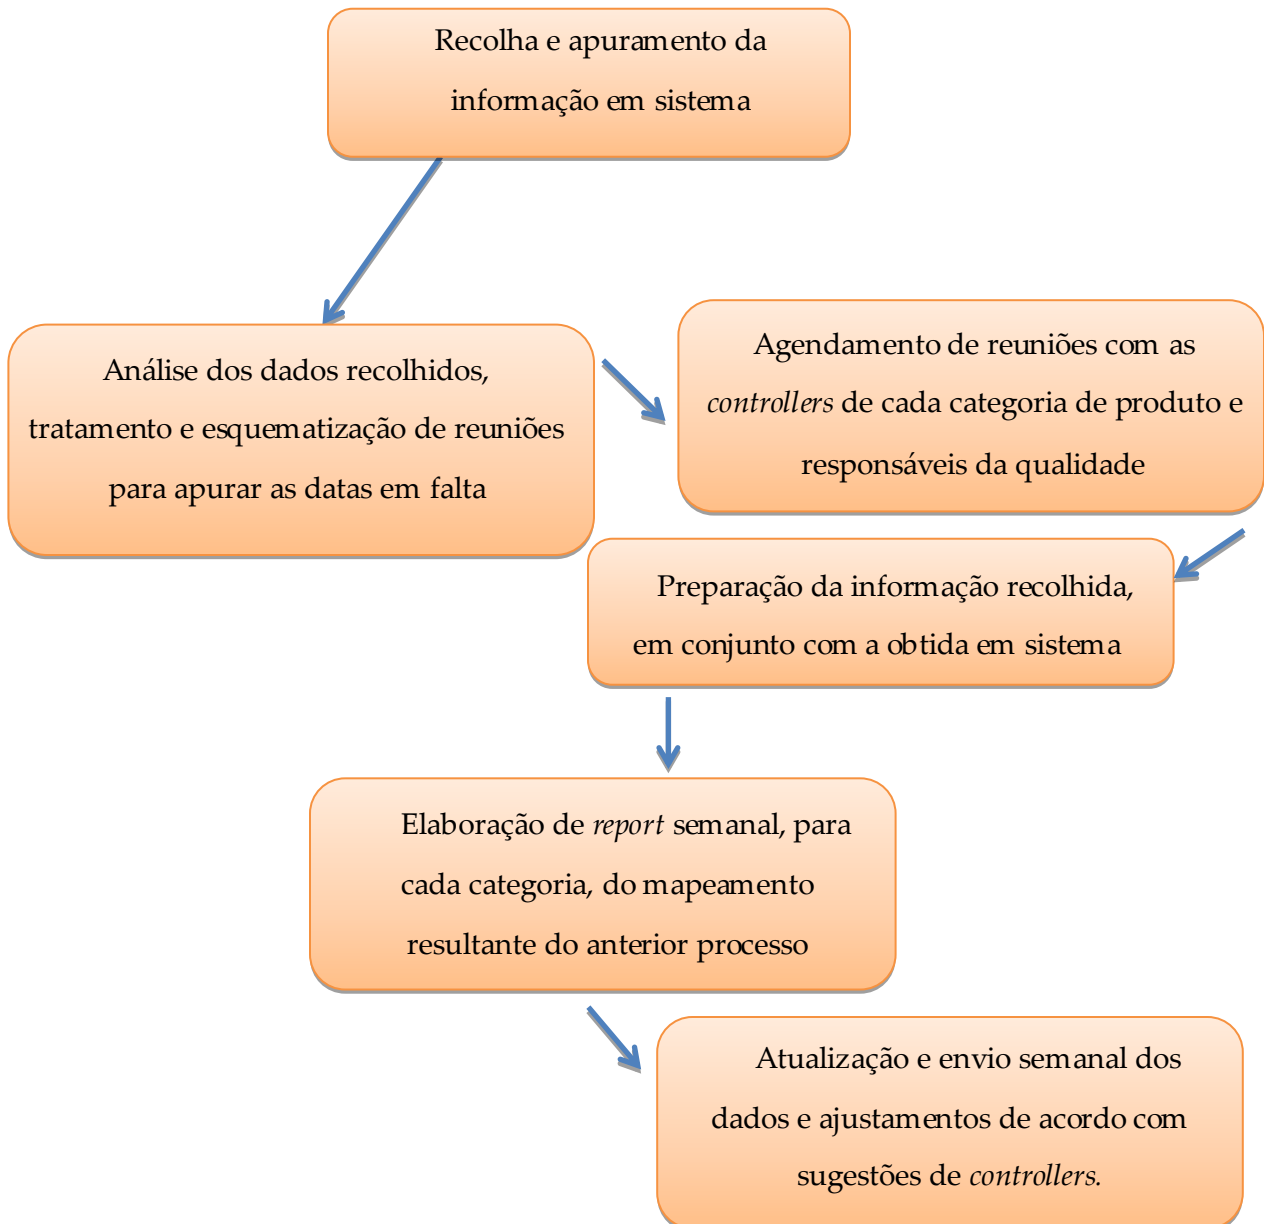 Recolha e apuramento da
informação em sistema
Análise dos dados recolhidos,
tratamento e esquematização de reuniões
para apurar as datas em falta
Agendamento de reuniões com as
controllers de cada categoria de produto e
responsáveis da qualidade
Preparação da informação recolhida,
em conjunto com a obtida em sistema
Elaboração de report semanal, para
cada categoria, do mapeamento
resultante do anterior processo
Atualização e envio semanal dos
dados e ajustamentos de acordo com
sugestões de controllers.